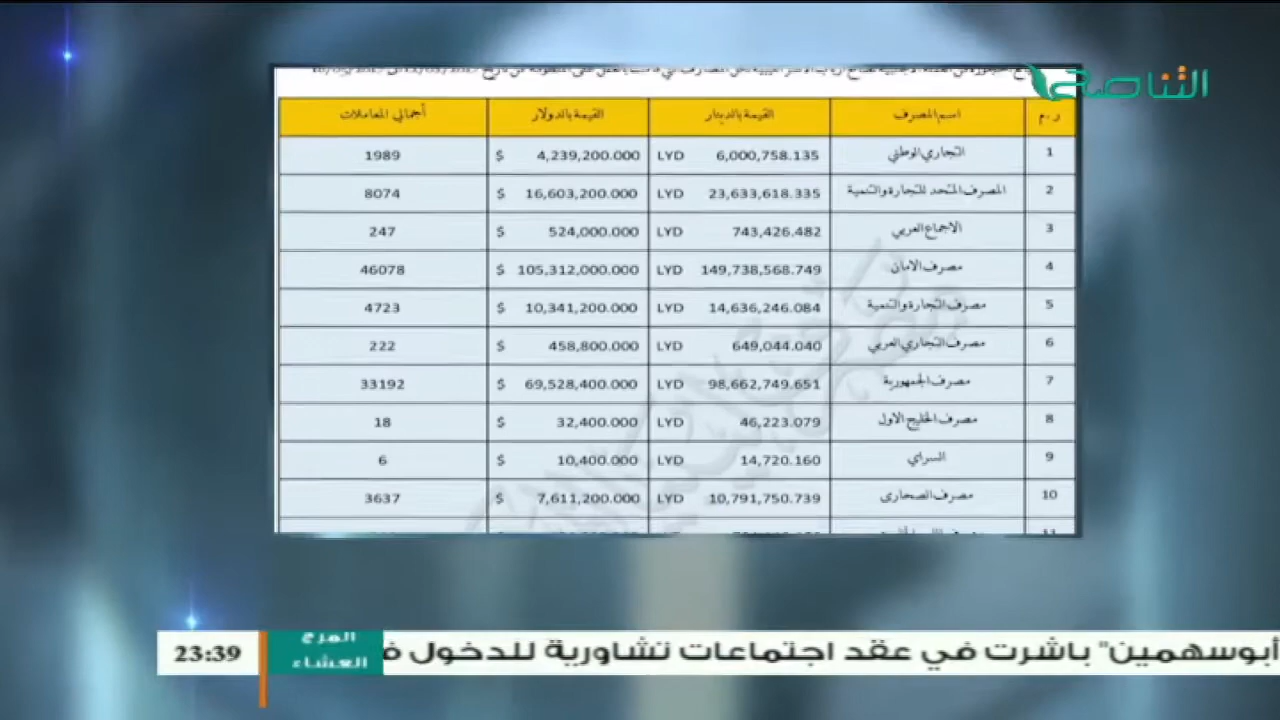 التناصح
ر.م اسم المصرف القيمة بالدينار القيمة بالدولار أجمالي المعاملات
1 التجاري الوطني LYD 6,000,758.135 $ 4,239,200.000 1989
2 المصرف المتحد للتجارة والتنمية LYD 23,633,618.335 $ 16,603,200.000 8074
3 الاجماع العربي LYD 743,426.482 $ 524,000.000 247
4 مصرف الامان LYD 149,738,568.749 $ 105,312,000.000 46078
5 مصرف التجارة والتنمية LYD 14,636,246.084 $ 10,341,200.000 4723
6 مصرف التجاري العربي LYD 649,044.040 $ 458,800.000 222
7 مصرف الجمهورية LYD 98,662,749.651 $ 69,528,400.000 33192
8 مصرف الخليج الاول LYD 46,223.079 $ 32,400.000 18
9 السراي LYD 14,720.160 $ 10,400.000 6
10 مصرف الصحارى LYD 10,791,750.739 $ 7,611,200.000 3637
11
أبوسهمين" باشرت في عقد اجتماعات تشاورية للدخول ف
المرج
العشاء
23:39